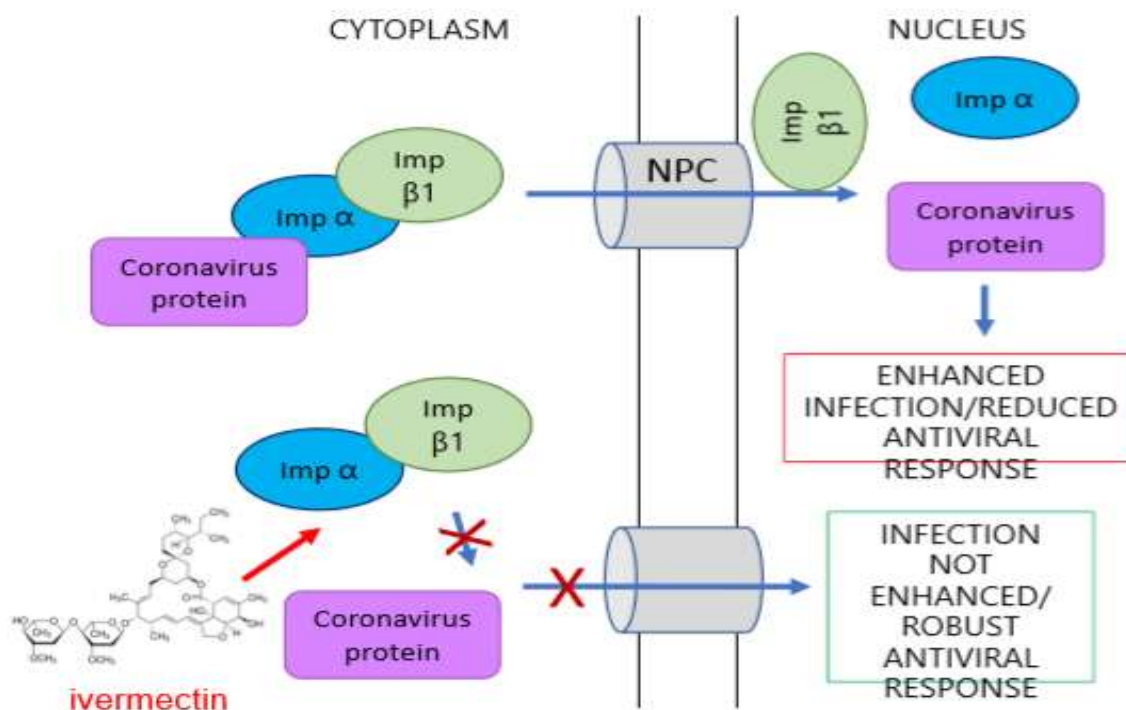 CYTOPLASM
NUCLEUS
Imp
β1
Imp α
Coronavirus
protein
NPC
Imp
β1
Imp α
Coronavirus
protein
ENHANCED
INFECTION/REDUCED
ANTIVIRAL
RESPONSE
Imp
β1
Imp α
Coronavirus
protein
ivermectin
INFECTION
NOT
ENHANCED/
ROBUST
ANTIVIRAL
RESPONSE